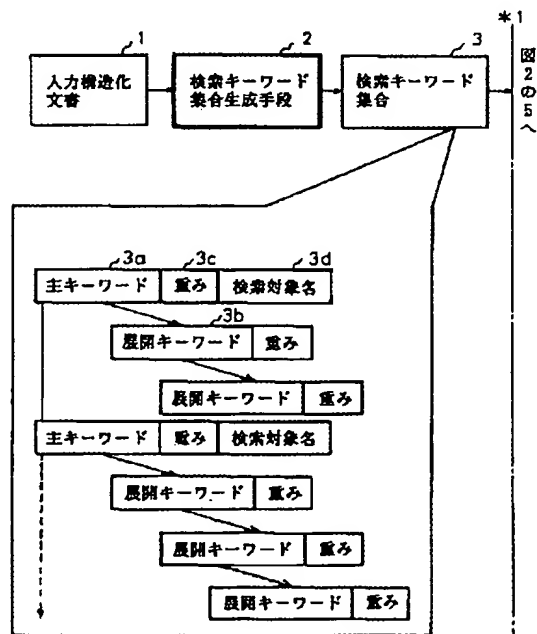 *1
1
2
3
入力構造化
文書
検索キーワード
集合生成手段
検索キーワード
集合
図2の5へ
3a
3c
3d
主キーワード
重み
検索対象名
3b
展開キーワード
重み
展開キーワード
重み
主キーワード
重み
検索対象名
展開キーワード
重み
展開キーワード
重み
展開キーワード
重み